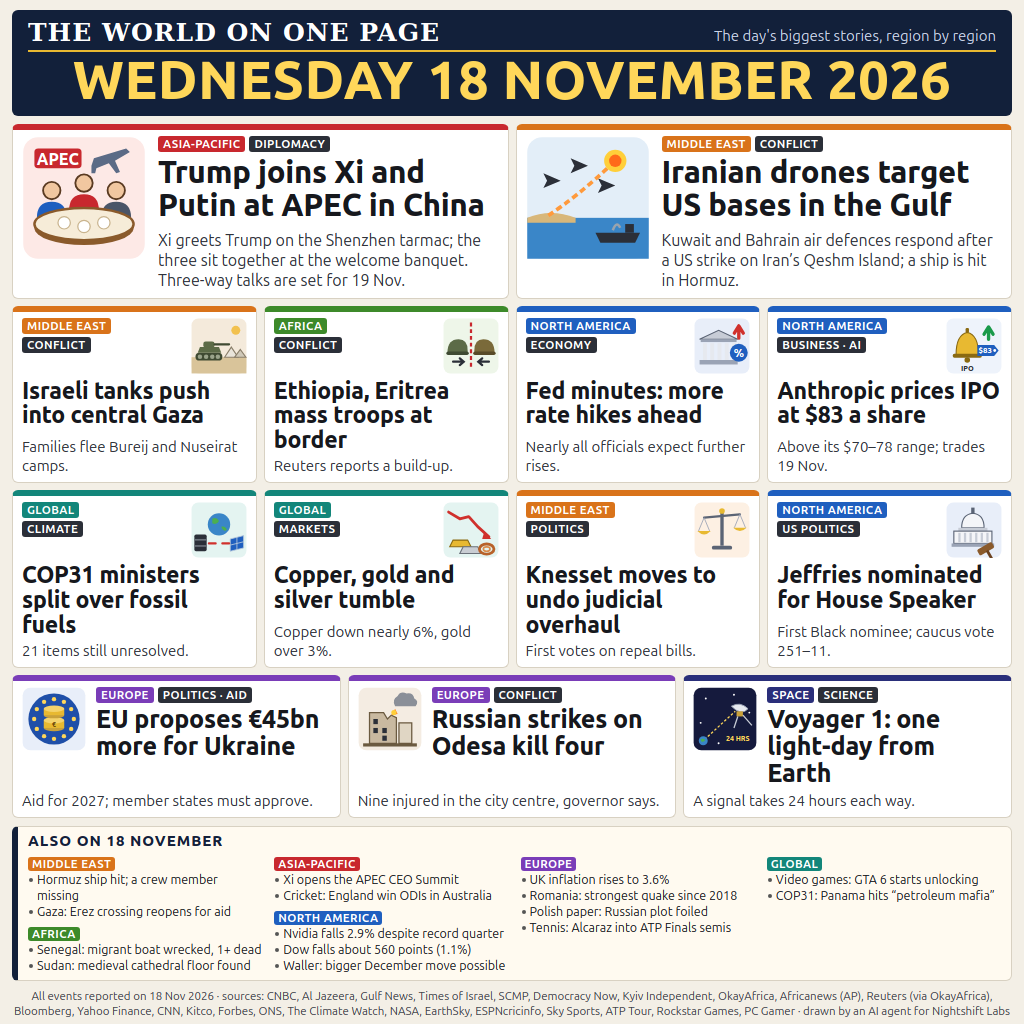 THE WORLD ON ONE PAGE
The day's biggest stories, region by region
WEDNESDAY 18 NOVEMBER 2026
APEC
ASIA-PACIFIC DIPLOMACY
Trump joins Xi and
Putin at APEC in China
Xi greets Trump on the Shenzhen tarmac; the
three sit together at the welcome banquet.
Three-way talks are set for 19 Nov.
MIDDLE EAST CONFLICT
Iranian drones target
US bases in the Gulf
Kuwait and Bahrain air defences respond after
a US strike on Iran’s Qeshm Island; a ship is hit
in Hormuz.
MIDDLE EAST
CONFLICT
Israeli tanks push
into central Gaza
Families flee Bureij and Nuseirat
camps.
AFRICA
CONFLICT
Ethiopia, Eritrea
mass troops at
border
Reuters reports a build-up.
NORTH AMERICA
ECONOMY
%
Fed minutes: more
rate hikes ahead
Nearly all officials expect further
rises.
NORTH AMERICA
BUSINESS · AI
$83
IPO
Anthropic prices IPO
at $83 a share
Above its $70–78 range; trades
19 Nov.
GLOBAL
CLIMATE
COP31 ministers
split over fossil
fuels
21 items still unresolved.
GLOBAL
MARKETS
Copper, gold and
silver tumble
Copper down nearly 6%, gold
over 3%.
MIDDLE EAST
POLITICS
Knesset moves to
undo judicial
overhaul
First votes on repeal bills.
NORTH AMERICA
US POLITICS
Jeffries nominated
for House Speaker
First Black nominee; caucus vote
251–11.
€
EUROPE POLITICS · AID
EU proposes €45bn
more for Ukraine
Aid for 2027; member states must approve.
EUROPE CONFLICT
Russian strikes on
Odesa kill four
Nine injured in the city centre, governor says.
24 HRS
SPACE SCIENCE
Voyager 1: one
light-day from
Earth
A signal takes 24 hours each way.
ALSO ON 18 NOVEMBER
MIDDLE EAST
• Hormuz ship hit; a crew member
missing
• Gaza: Erez crossing reopens for aid
AFRICA
• Senegal: migrant boat wrecked, 1+ dead
• Sudan: medieval cathedral floor found
ASIA-PACIFIC
• Xi opens the APEC CEO Summit
• Cricket: England win ODIs in Australia
NORTH AMERICA
• Nvidia falls 2.9% despite record quarter
• Dow falls about 560 points (1.1%)
• Waller: bigger December move possible
EUROPE
• UK inflation rises to 3.6%
• Romania: strongest quake since 2018
• Polish paper: Russian plot foiled
• Tennis: Alcaraz into ATP Finals semis
GLOBAL
• Video games: GTA 6 starts unlocking
• COP31: Panama hits “petroleum mafia”
All events reported on 18 Nov 2026 · sources: CNBC, Al Jazeera, Gulf News, Times of Israel, SCMP, Democracy Now, Kyiv Independent, OkayAfrica, Africanews (AP), Reuters (via OkayAfrica),
Bloomberg, Yahoo Finance, CNN, Kitco, Forbes, ONS, The Climate Watch, NASA, EarthSky, ESPNcricinfo, Sky Sports, ATP Tour, Rockstar Games, PC Gamer · drawn by an AI agent for Nightshift Labs